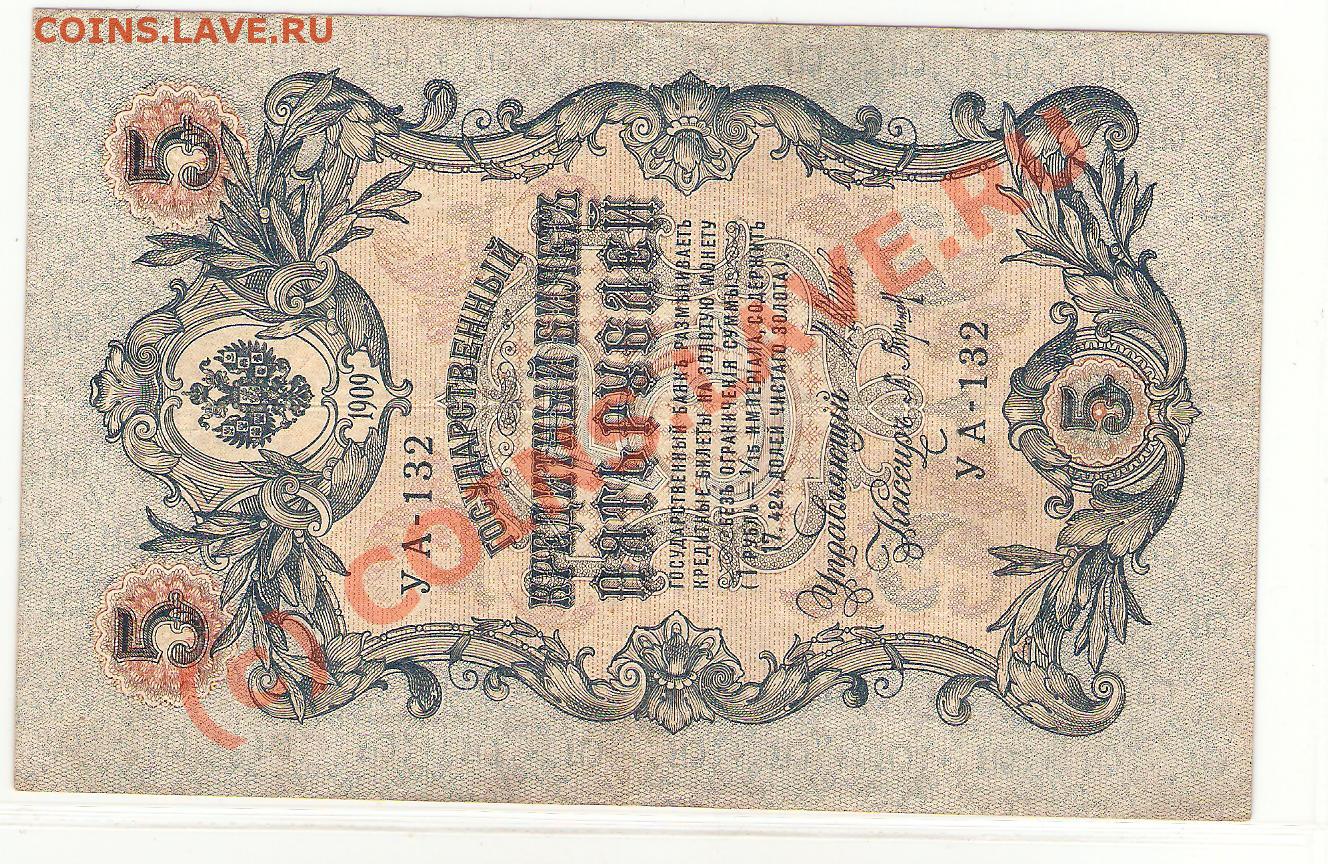 COINS.LAVE.RU
5 5
1909
УА-132
ГОСУДАРСТВЕННЫЙ
КРЕДИТНЫЙ БИЛЕТЪ
ПЯТЬ РУБЛЕЙ
ГОСУДАРСТВЕННЫЙ БАНКЪ РАЗМѢНИВАЕТЪ
КРЕДИТНЫЕ БИЛЕТЫ НА ЗОЛОТУЮ МОНЕТУ
БЕЗЪ ОГРАНИЧЕНІЯ СУММЫ
(1 РУБЛЬ = 1/15 ИМПЕРІАЛА, СОДЕРЖИТЪ
17,424 ДОЛЕЙ ЧИСТАГО ЗОЛОТА)
Управляющій
Кассиръ
УА-132
5
(c) COINS.LAVE.RU